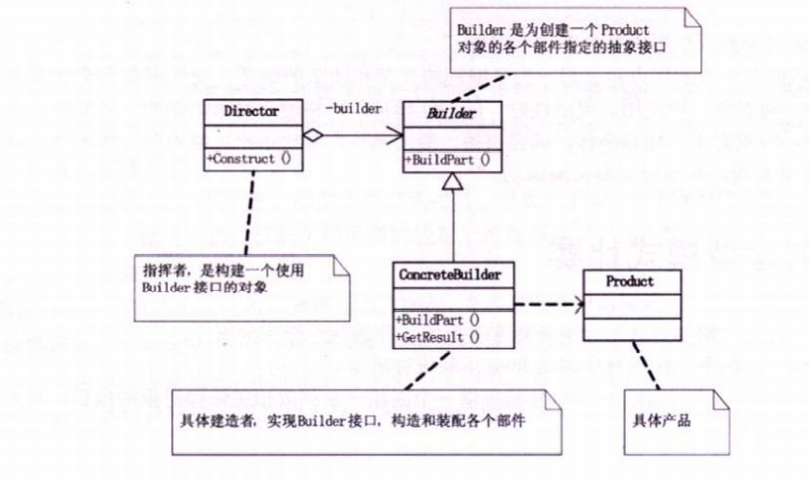 Builder 是为创建一个 Product
对象的各个部件指定的抽象接口
Director
-builder
Builder
+Construct ()
+BuildPart ()
指挥者, 是构建一个使用
Builder接口的对象
ConcreteBuilder
Product
+BuildPart ()
+GetResult ()
具体建造者, 实现Builder接口, 构造和装配各个部件
具体产品